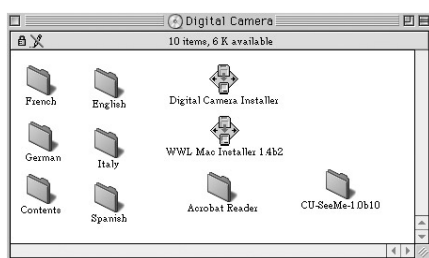 Digital Camera
10 items, 6 K available
French
English
Digital Camera Installer
German
Italy
WWL Mac Installer 1.4b2
Contents
Spanish
Acrobat Reader
CU-SeeMe-1.0b10